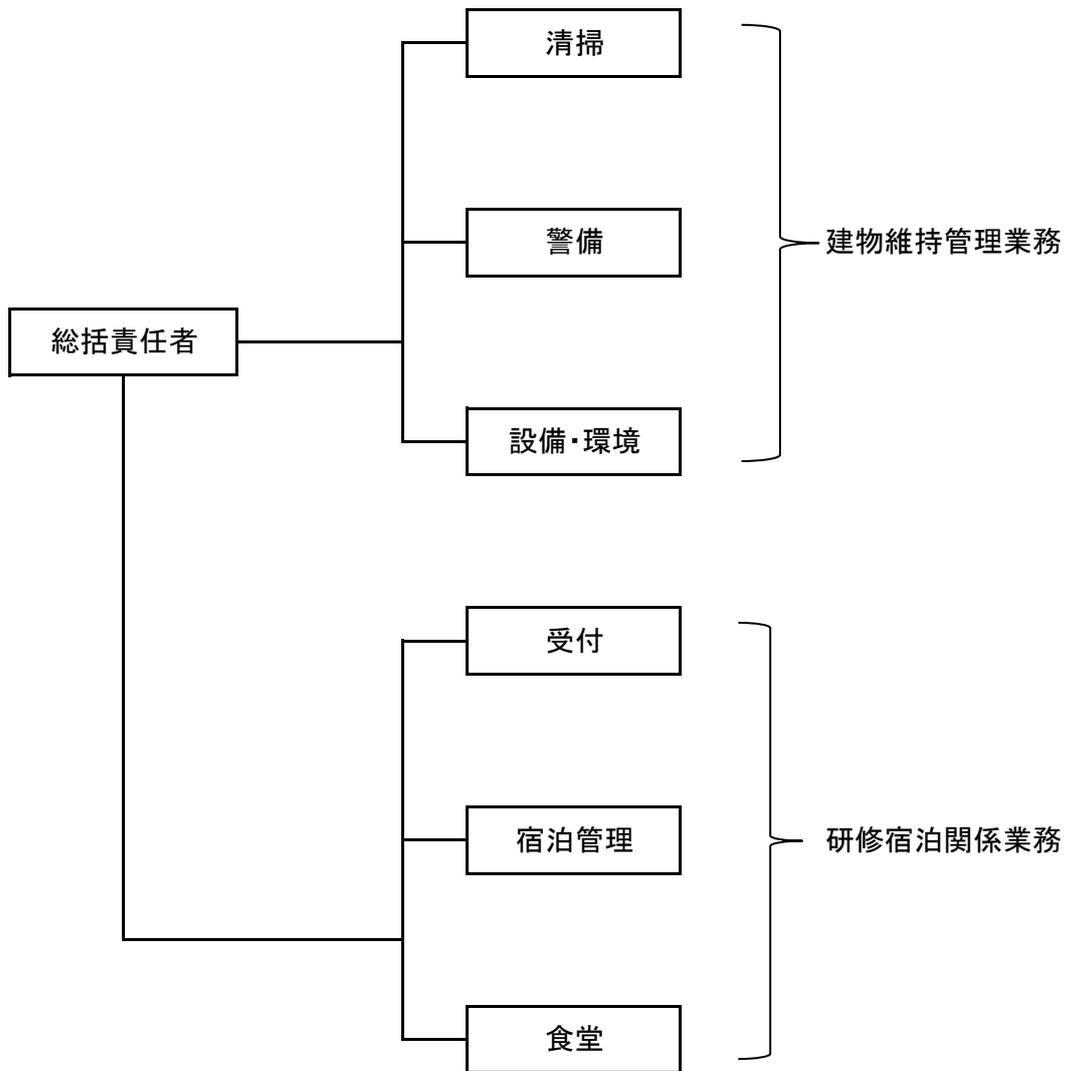 清掃
警備
建物維持管理業務
総括責任者
設備・環境
受付
宿泊管理
研修宿泊関係業務
食堂